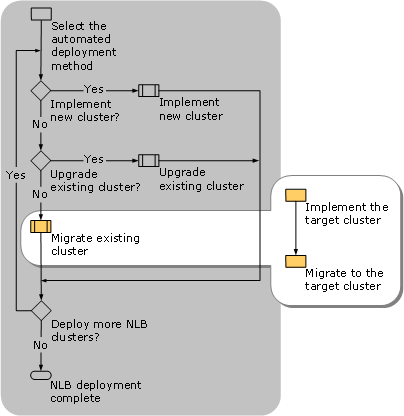 Select the
automated
deployment
method
Yes
Implement
new cluster?
Implement
new cluster
No
Yes
Upgrade
existing cluster?
Upgrade
existing cluster
Yes
No
Migrate existing
cluster
Implement the
target cluster
Migrate to the
target cluster
Deploy more NLB
clusters?
No
NLB deployment
complete